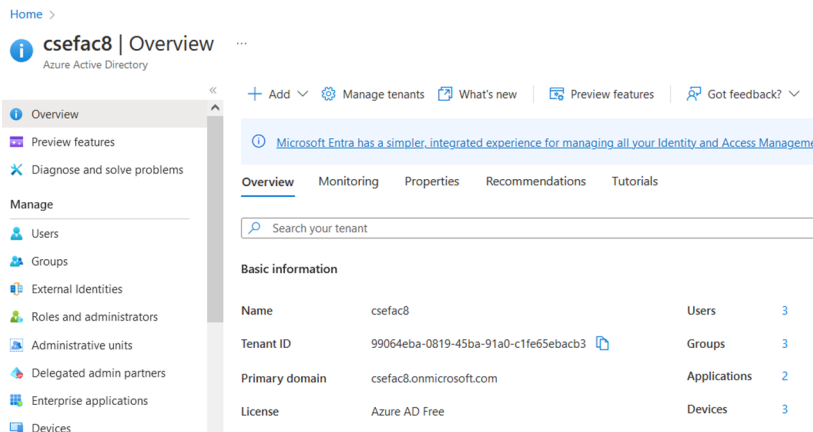 Home >
csefac8 | Overview ...
Azure Active Directory
«
Overview
Preview features
Diagnose and solve problems
Manage
Users
Groups
External Identities
Roles and administrators
Administrative units
Delegated admin partners
Enterprise applications
Devices
Add Manage tenants What's new Preview features Got feedback?
Microsoft Entra has a simpler, integrated experience for managing all your Identity and Access Manageme
Overview Monitoring Properties Recommendations Tutorials
Search your tenant
Basic information
Name csefac8 Users 3
Tenant ID 99064eba-0819-45ba-91a0-c1fe65ebacb3 Groups 3
Primary domain csefac8.onmicrosoft.com Applications 2
License Azure AD Free Devices 3